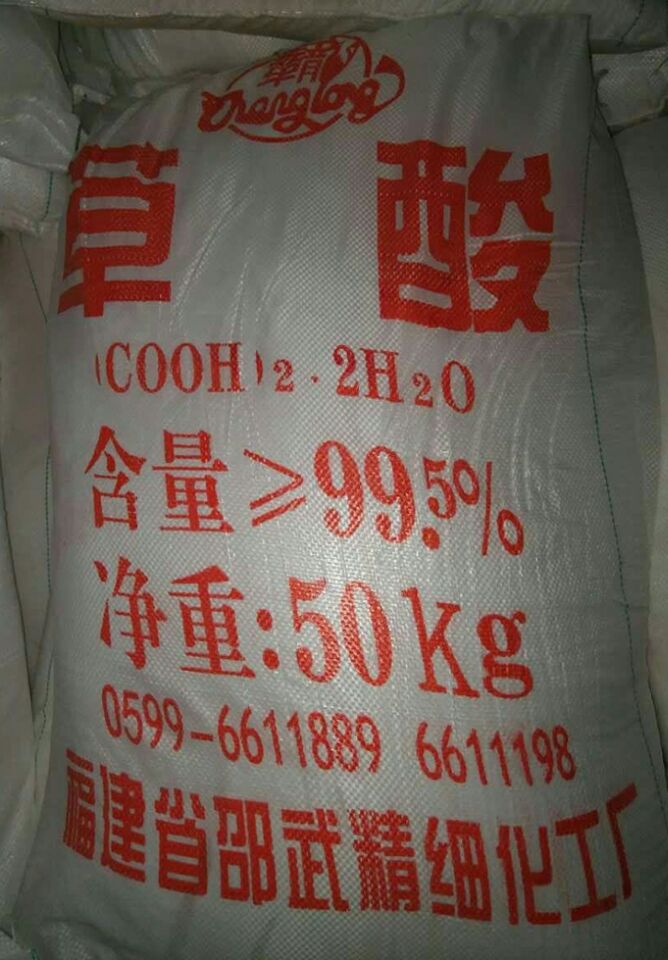 草 酸
(COOH)₂·2H₂O
含量≥99.5%
净重:50Kg
0599-6611889 6611198
福建省邵武精细化工厂